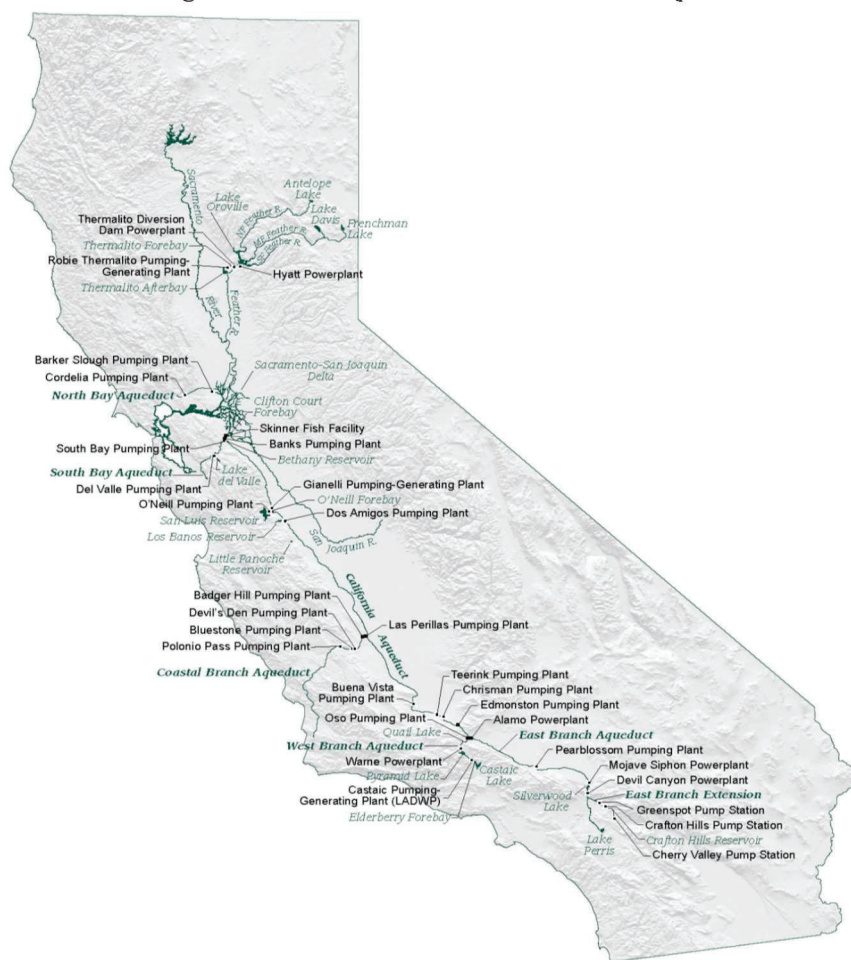 Antelope
Lake
Lake
Oroville
Sacramento
NF Feather R.
Lake
Davis
Frenchman
Lake
MF Feather R.
SF Feather R.
Thermalito Diversion
Dam Powerplant
Thermalito Forebay
Robie Thermalito Pumping-
Generating Plant
Hyatt Powerplant
Thermalito Afterbay
River
Feather R.
Barker Slough Pumping Plant
Cordelia Pumping Plant
North Bay Aqueduct
Sacramento-San Joaquin
Delta
Clifton Court
Forebay
Skinner Fish Facility
South Bay Pumping Plant
Banks Pumping Plant
Bethany Reservoir
South Bay Aqueduct
Lake
del Valle
Del Valle Pumping Plant
Gianelli Pumping-Generating Plant
O'Neill Pumping Plant
O'Neill Forebay
San Luis Reservoir
Dos Amigos Pumping Plant
Los Banos Reservoir
San
Joaquin R.
Little Panoche
Reservoir
California
Aqueduct
Badger Hill Pumping Plant
Devil's Den Pumping Plant
Las Perillas Pumping Plant
Bluestone Pumping Plant
Polonio Pass Pumping Plant
Coastal Branch Aqueduct
Teerink Pumping Plant
Buena Vista
Pumping Plant
Chrisman Pumping Plant
Edmonston Pumping Plant
Oso Pumping Plant
Alamo Powerplant
Quail Lake
East Branch Aqueduct
West Branch Aqueduct
Pearblossom Pumping Plant
Warne Powerplant
Mojave Siphon Powerplant
Pyramid Lake
Castaic
Lake
Devil Canyon Powerplant
Castaic Pumping-
Generating Plant (LADWP)
Silverwood
Lake
East Branch Extension
Elderberry Forebay
Greenspot Pump Station
Crafton Hills Pump Station
Crafton Hills Reservoir
Lake
Perris
Cherry Valley Pump Station